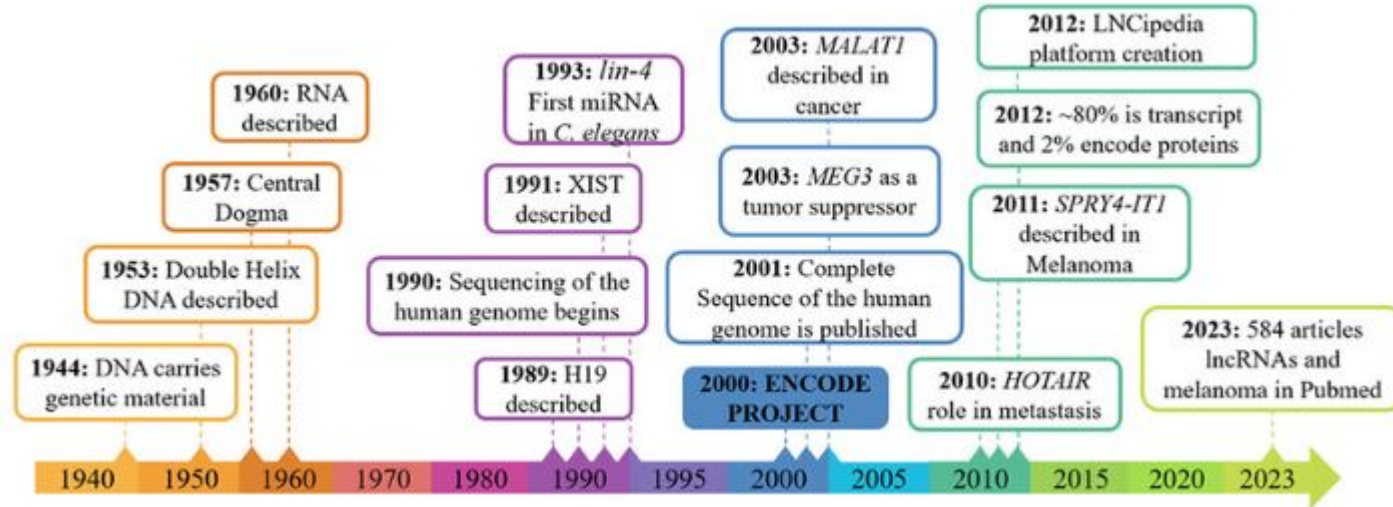 1944: DNA carries
genetic material
1953: Double Helix
DNA described
1957: Central
Dogma
1960: RNA
described
1989: H19
described
1990: Sequencing of the
human genome begins
1991: XIST
described
1993: lin-4
First miRNA
in C. elegans
2000: ENCODE
PROJECT
2001: Complete
Sequence of the human
genome is published
2003: MEG3 as a
tumor suppressor
2003: MALAT1
described in
cancer
2010: HOTAIR
role in metastasis
2011: SPRY4-IT1
described in
Melanoma
2012: ~80% is transcript
and 2% encode proteins
2012: LNCipedia
platform creation
2023: 584 articles
lncRNAs and
melanoma in Pubmed
1940 1950 1960 1970 1980 1990 1995 2000 2005 2010 2015 2020 2023